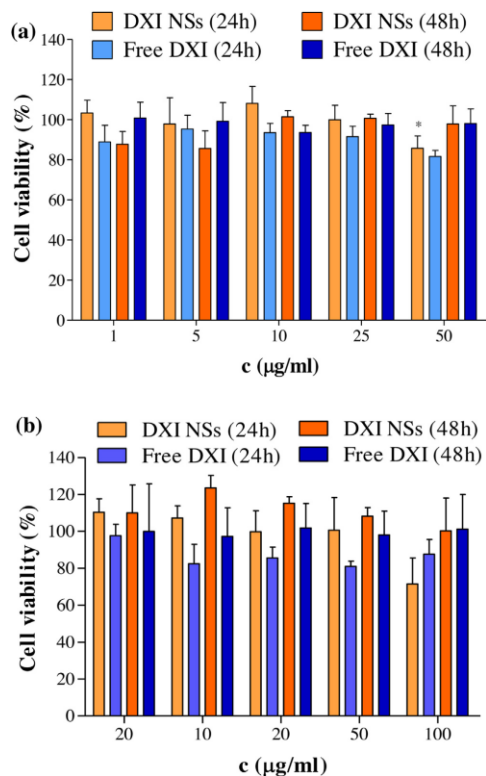 (a)
DXI NSs (24h) DXI NSs (48h)
Free DXI (24h) Free DXI (48h)
Cell viability (%)
140
120
100
80
60
40
20
0
*
1 5 10 25 50
c (μg/ml)
(b)
DXI NSs (24h) DXI NSs (48h)
Free DXI (24h) Free DXI (48h)
Cell viability (%)
140
120
100
80
60
40
20
0
20 10 20 50 100
c (μg/ml)